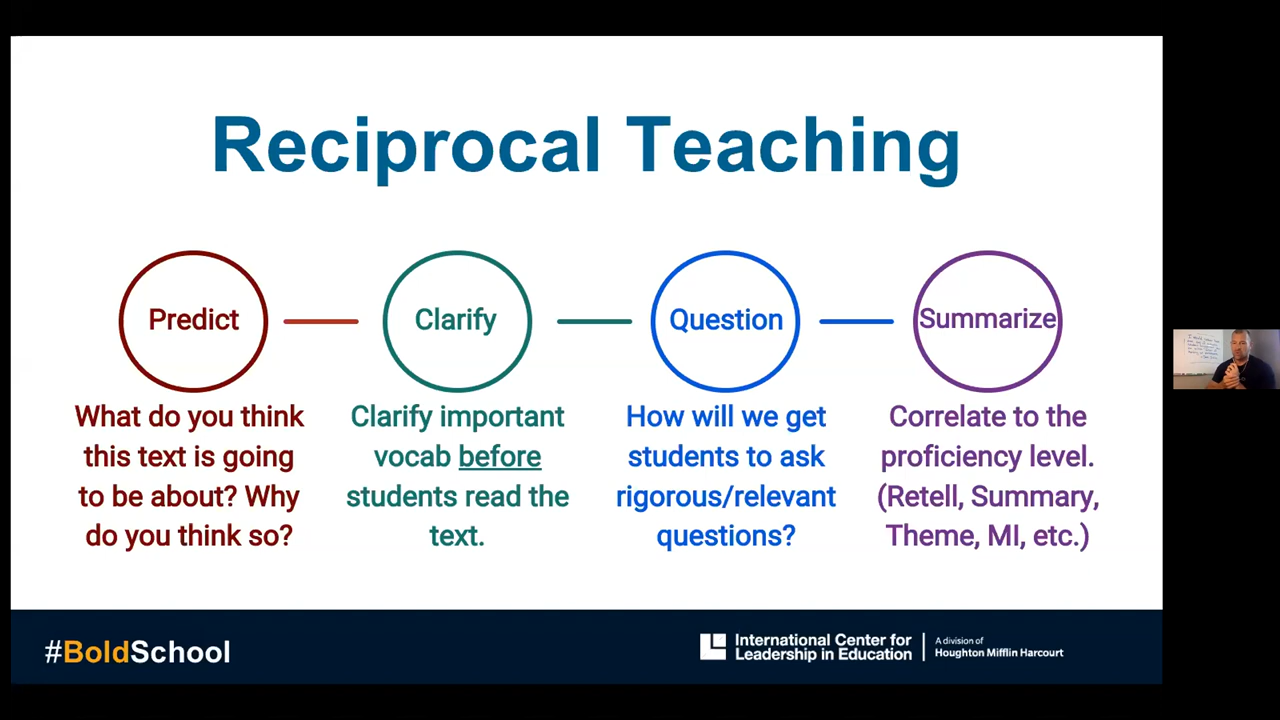 Reciprocal Teaching
Predict
Clarify
Question
Summarize
What do you think
this text is going
to be about? Why
do you think so?
Clarify important
vocab before
students read the
text.
How will we get
students to ask
rigorous/relevant
questions?
Correlate to the
proficiency level.
(Retell, Summary,
Theme, MI, etc.)
#BoldSchool
International Center for
Leadership in Education
A division of
Houghton Mifflin Harcourt